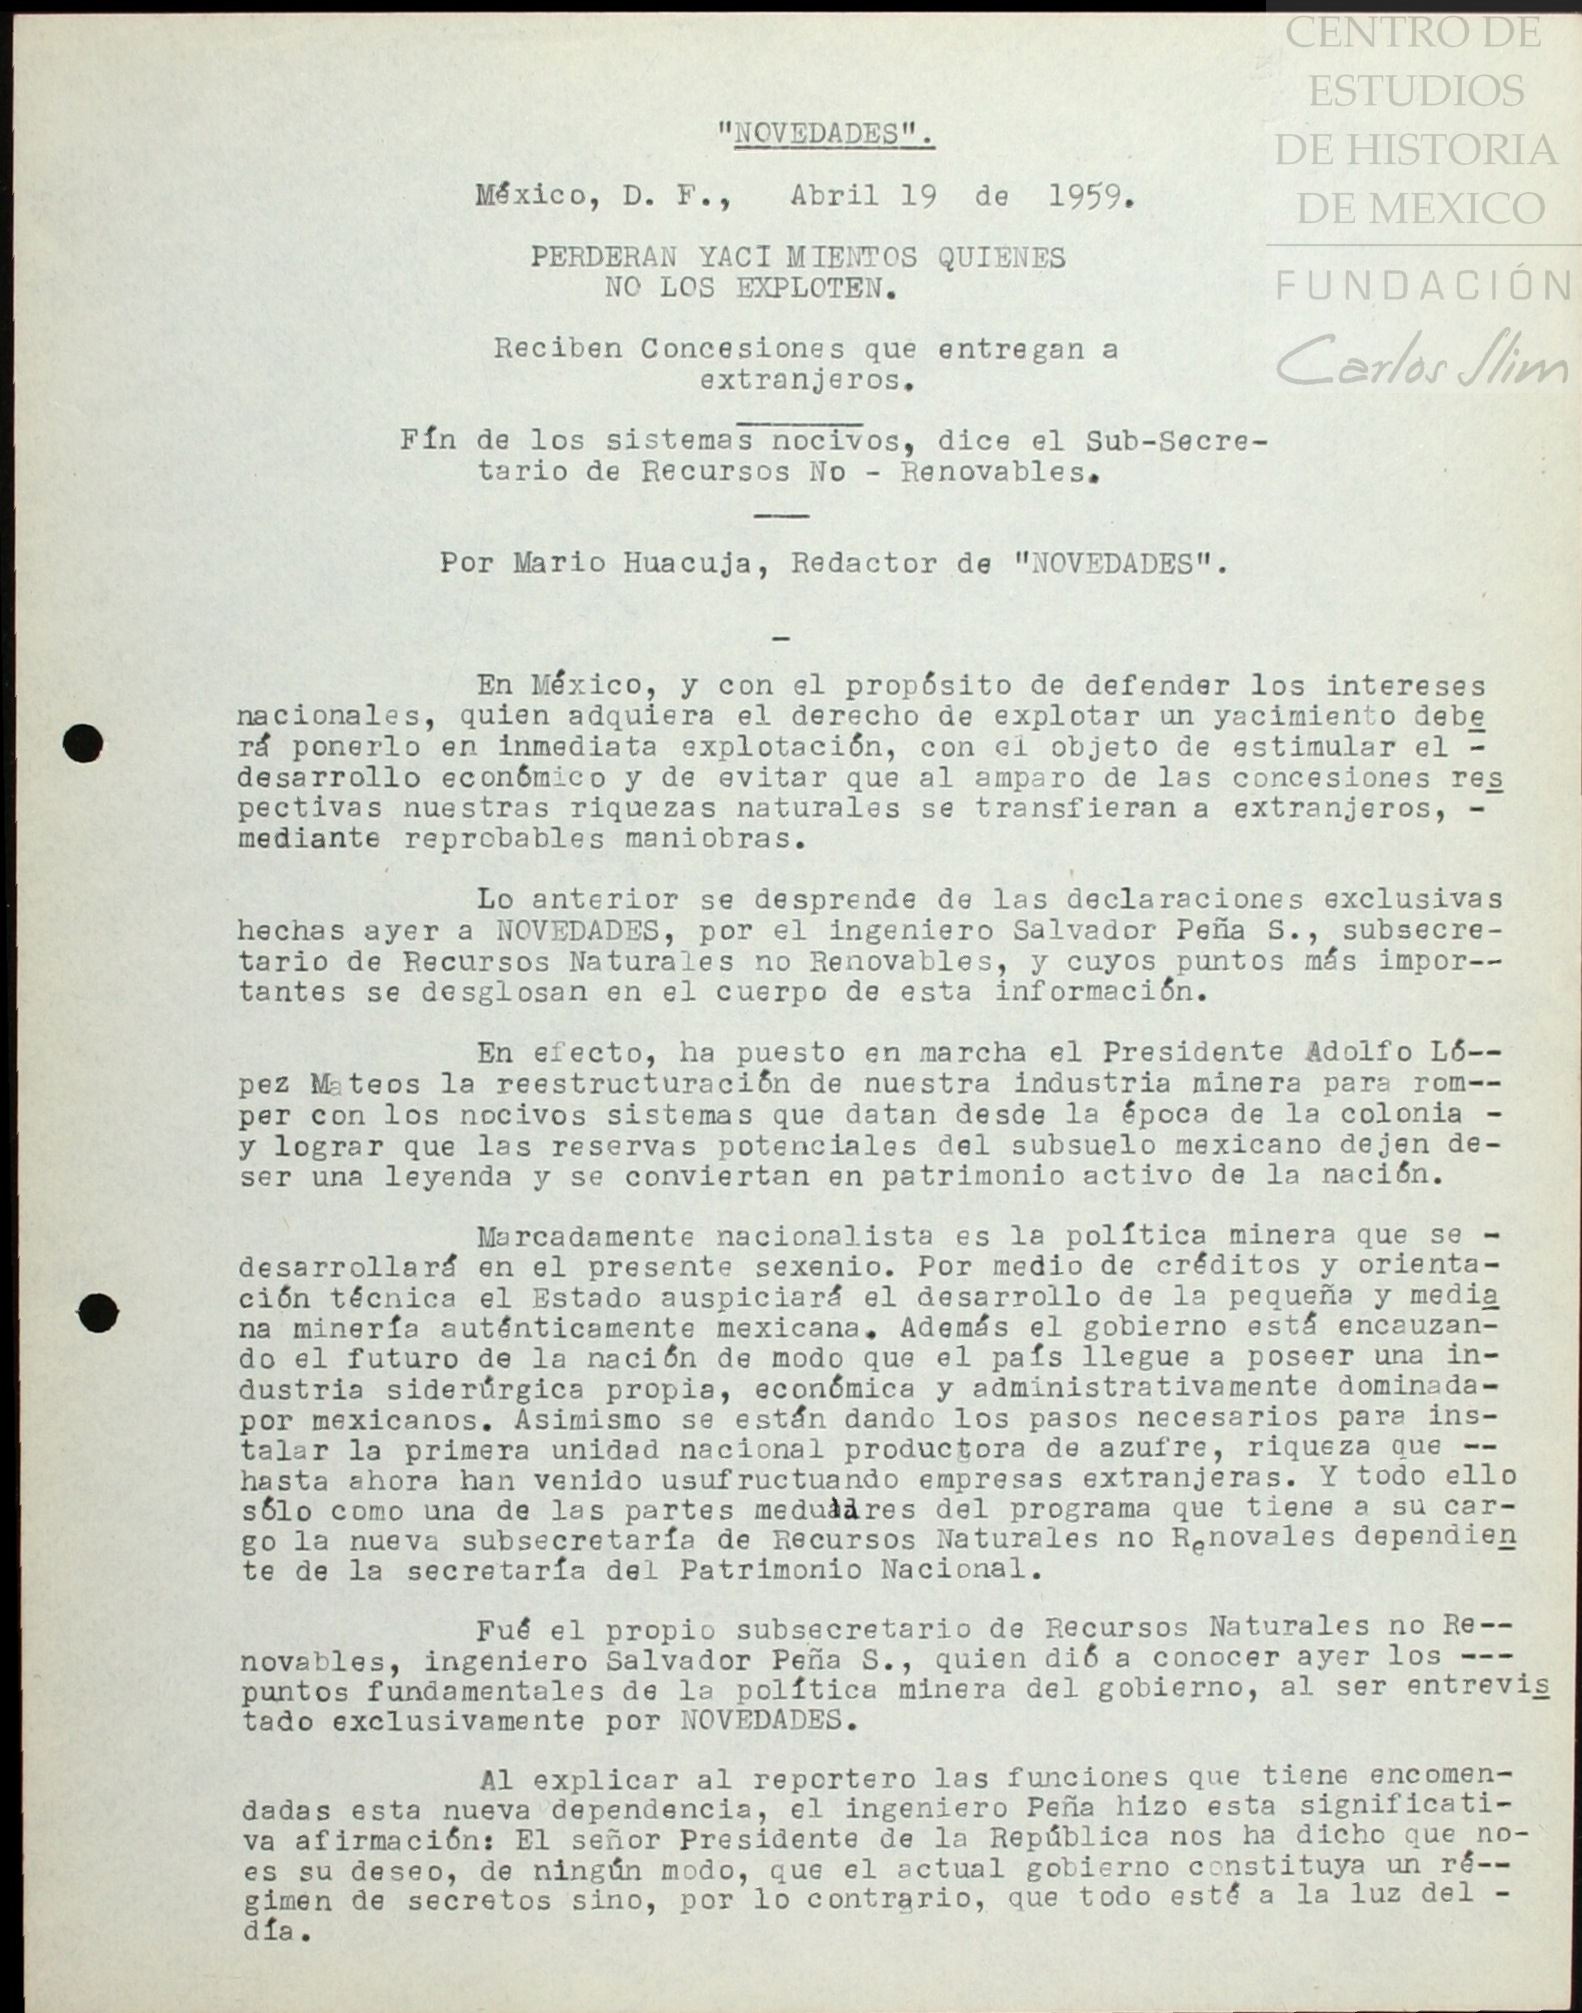 CENTRO DE
ESTUDIOS
DE HISTORIA
DE MEXICO
FUNDACIÓN
Carlos Slim
"NOVEDADES".
México, D. F., Abril 19 de 1959.
PERDERAN YACI MIENTOS QUIENES
NO LOS EXPLOTEN.
Reciben Concesiones que entregan a
extranjeros.
Fín de los sistemas nocivos, dice el Sub-Secre-
tario de Recursos No - Renovables.
Por Mario Huacuja, Redactor de "NOVEDADES".
-
En México, y con el propósito de defender los intereses
nacionales, quien adquiera el derecho de explotar un yacimiento debe
rá ponerlo en inmediata explotación, con el objeto de estimular el -
desarrollo económico y de evitar que al amparo de las concesiones res
pectivas nuestras riquezas naturales se transfieran a extranjeros, -
mediante reprobables maniobras.
Lo anterior se desprende de las declaraciones exclusivas
hechas ayer a NOVEDADES, por el ingeniero Salvador Peña S., subsecre-
tario de Recursos Naturales no Renovables, y cuyos puntos más impor--
tantes se desglosan en el cuerpo de esta información.
En efecto, ha puesto en marcha el Presidente Adolfo Ló--
pez Mateos la reestructuración de nuestra industria minera para rom--
per con los nocivos sistemas que datan desde la época de la colonia -
y lograr que las reservas potenciales del subsuelo mexicano dejen de-
ser una leyenda y se conviertan en patrimonio activo de la nación.
Marcadamente nacionalista es la política minera que se -
desarrollará en el presente sexenio. Por medio de créditos y orienta-
ción técnica el Estado auspiciará el desarrollo de la pequeña y media
na minería auténticamente mexicana. Además el gobierno está encauzan-
do el futuro de la nación de modo que el país llegue a poseer una in-
dustria siderúrgica propia, económica y administrativamente dominada-
por mexicanos. Asimismo se están dando los pasos necesarios para ins-
talar la primera unidad nacional productora de azufre, riqueza que --
hasta ahora han venido usufructuando empresas extranjeras. Y todo ello
sólo como una de las partes medulares del programa que tiene a su car-
go la nueva subsecretaría de Recursos Naturales no Renovales dependien
te de la secretaría del Patrimonio Nacional.
Fué el propio subsecretario de Recursos Naturales no Re--
novables, ingeniero Salvador Peña S., quien dió a conocer ayer los ---
puntos fundamentales de la política minera del gobierno, al ser entrevis
tado exclusivamente por NOVEDADES.
Al explicar al reportero las funciones que tiene encomen-
dadas esta nueva dependencia, el ingeniero Peña hizo esta significati-
va afirmación: El señor Presidente de la República nos ha dicho que no-
es su deseo, de ningún modo, que el actual gobierno constituya un ré--
gimen de secretos sino, por lo contrario, que todo esté a la luz del -
día.